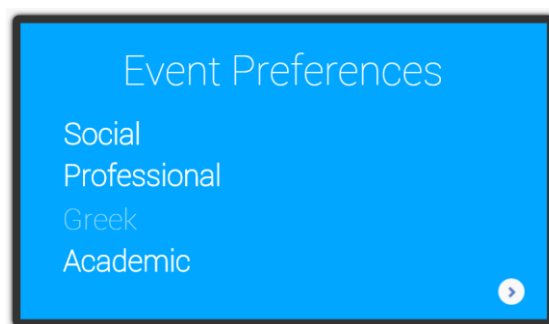 Event Preferences
Social
Professional
Greek
Academic